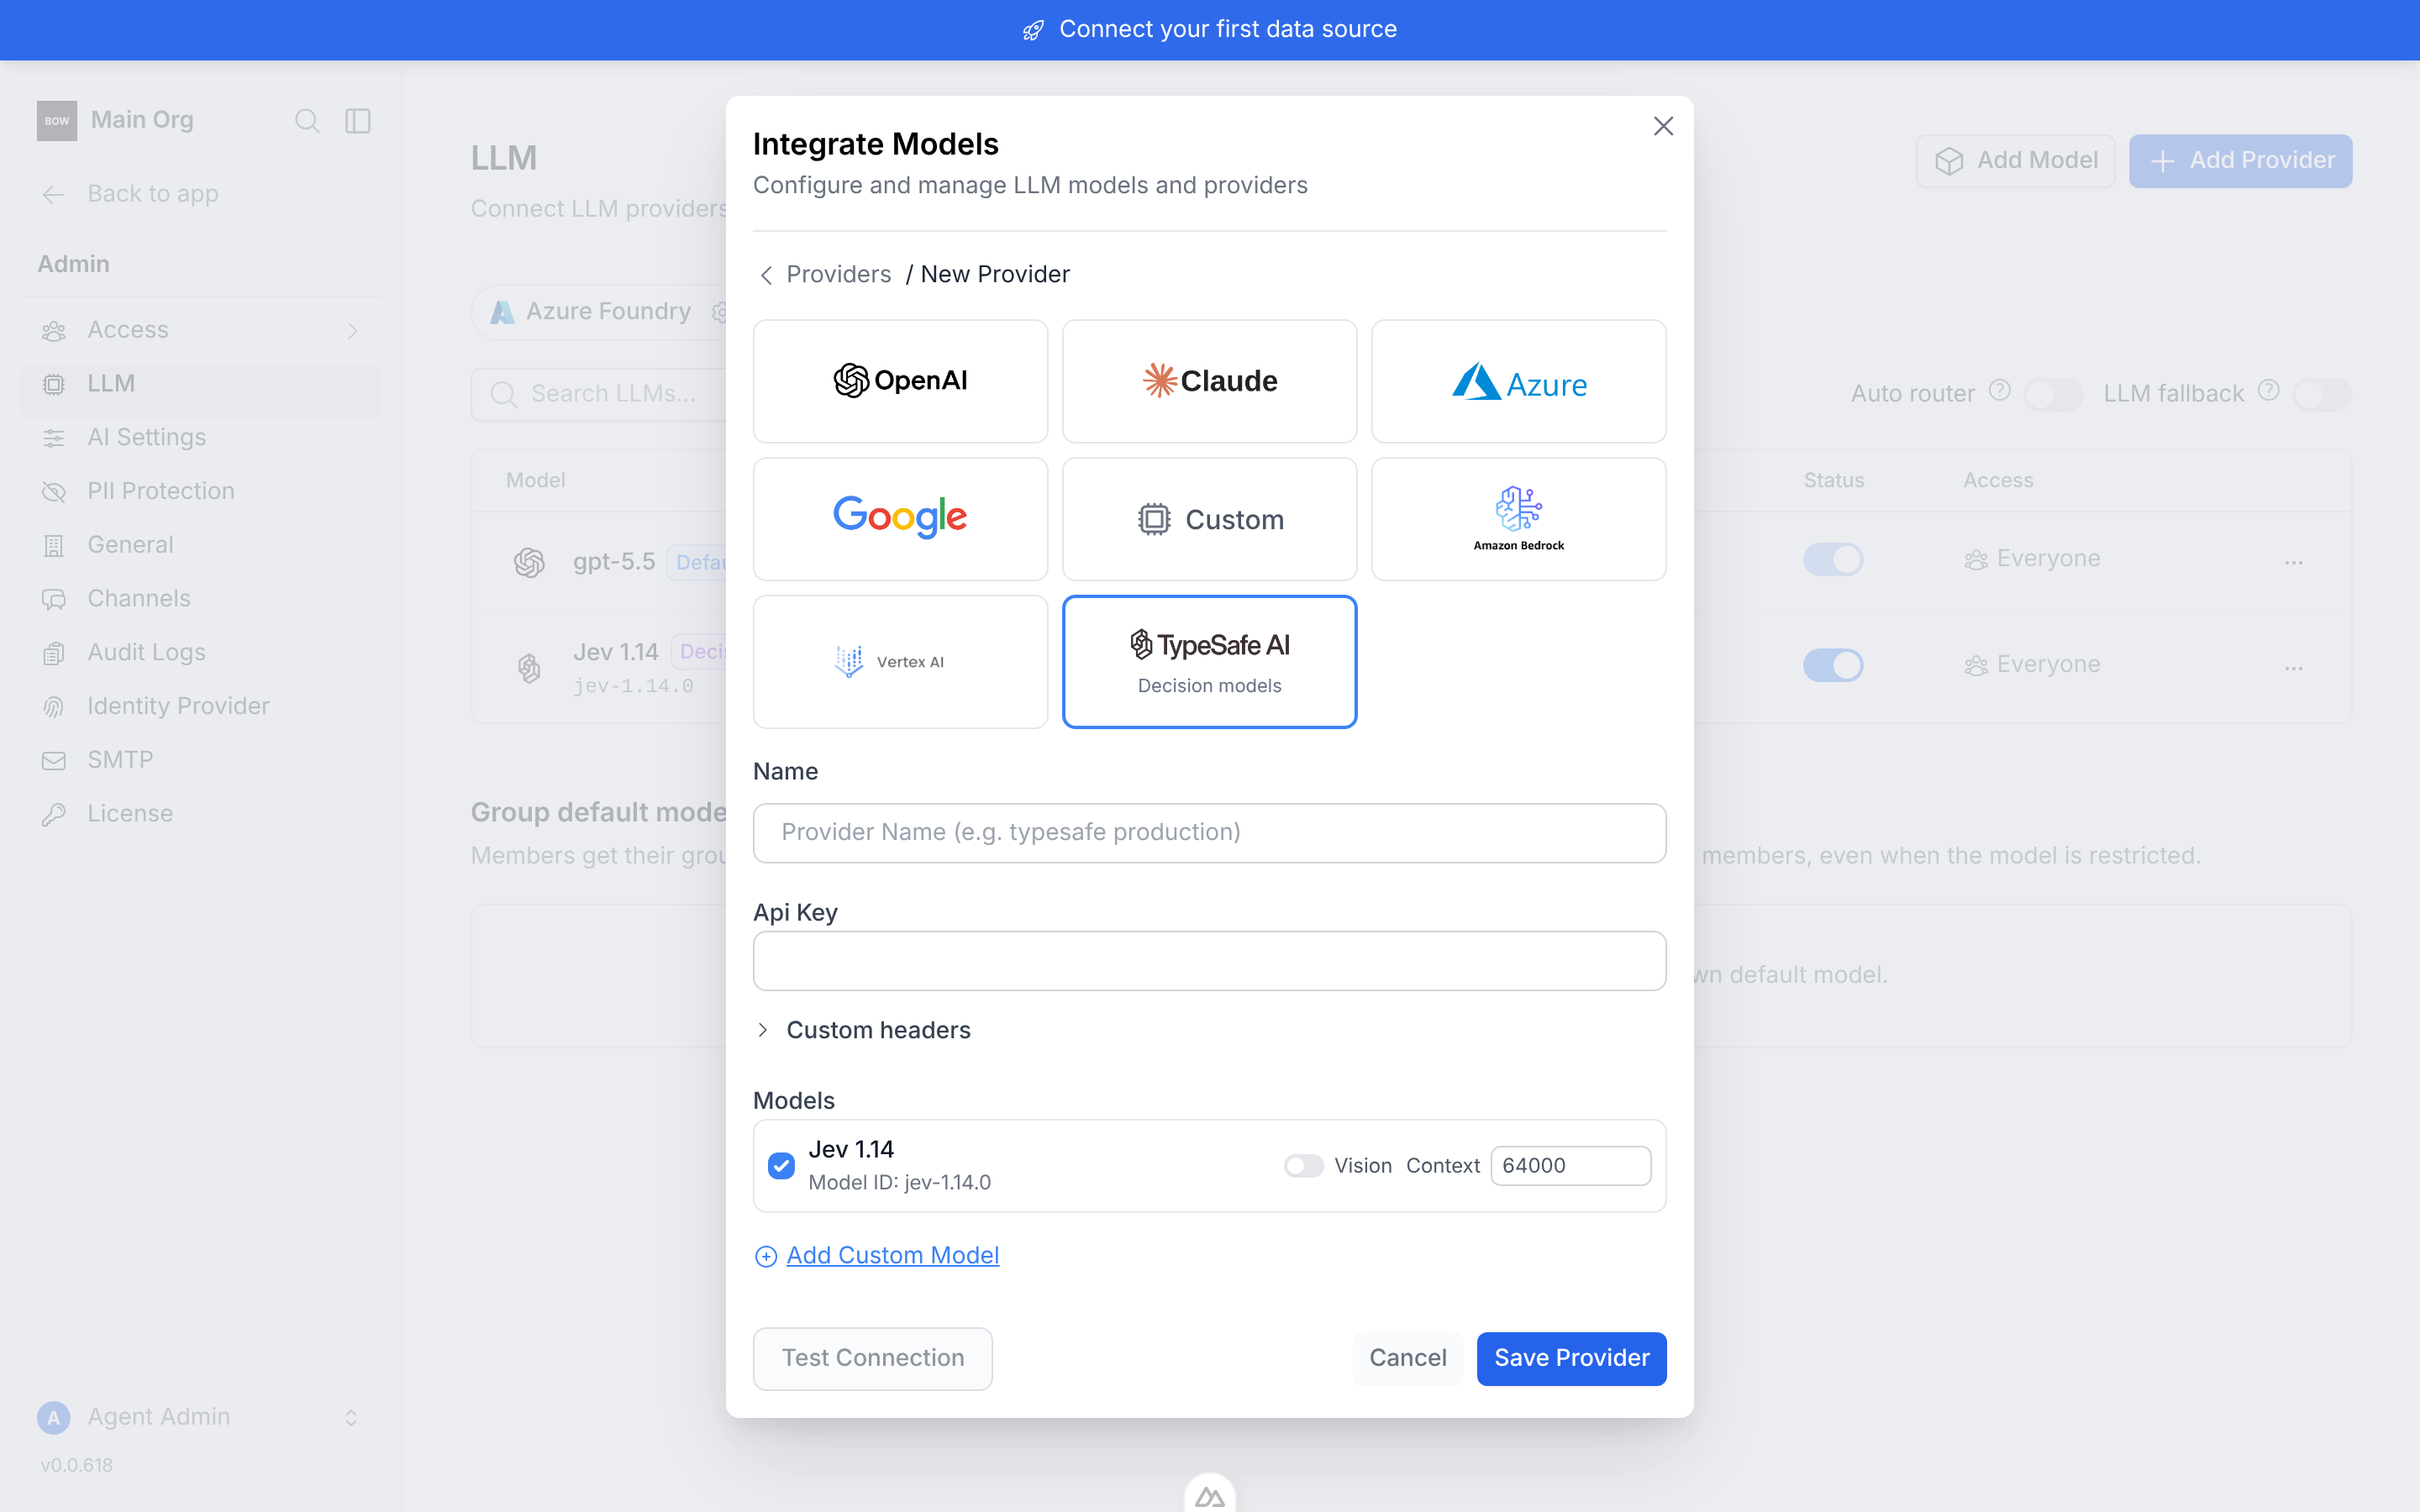 Connect your first data source
BOW Main Org
Back to app
Admin
Access
LLM
AI Settings
PII Protection
General
Channels
Audit Logs
Identity Provider
SMTP
License
A Agent Admin
v0.0.618
LLM
Connect LLM providers
Add Model
Add Provider
Azure Foundry
Search LLMs...
Auto router
LLM fallback
Model
Status
Access
gpt-5.5
Everyone
Jev 1.14
jev-1.14.0
Everyone
Group default
Members get their
members, even when the model is restricted.
default model.
Integrate Models
Configure and manage LLM models and providers
Providers / New Provider
OpenAI
Claude
Azure
Google
Custom
Amazon Bedrock
Vertex AI
TypeSafe AI
Decision models
Name
Provider Name (e.g. typesafe production)
Api Key
Custom headers
Models
Jev 1.14
Model ID: jev-1.14.0
Vision Context 64000
Add Custom Model
Test Connection
Cancel
Save Provider